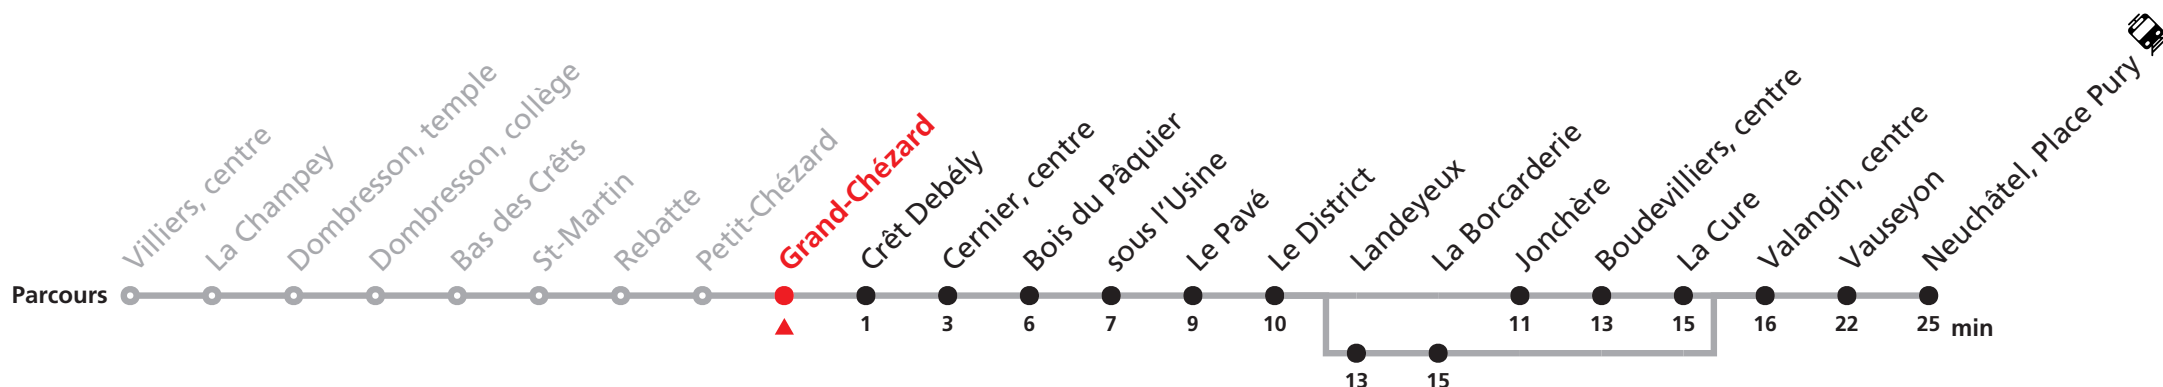 Villiers, centre
La Champey
Dombresson, temple
Dombresson, collège
Bas des Crêts
St-Martin
Rebatte
Petit-Chézard
Grand-Chézard
Crêt Debély
Cernier, centre
Bois du Pâquier
sous l'Usine
Le Pavé
Le District
Landeyeux
La Borcarderie
Jonchère
Boudevilliers, centre
La Cure
Valangin, centre
Vauseyon
Neuchâtel, Place Pury
Parcours
1 3 6 7 9 10 11 13 15 16 22 25 min
13 15